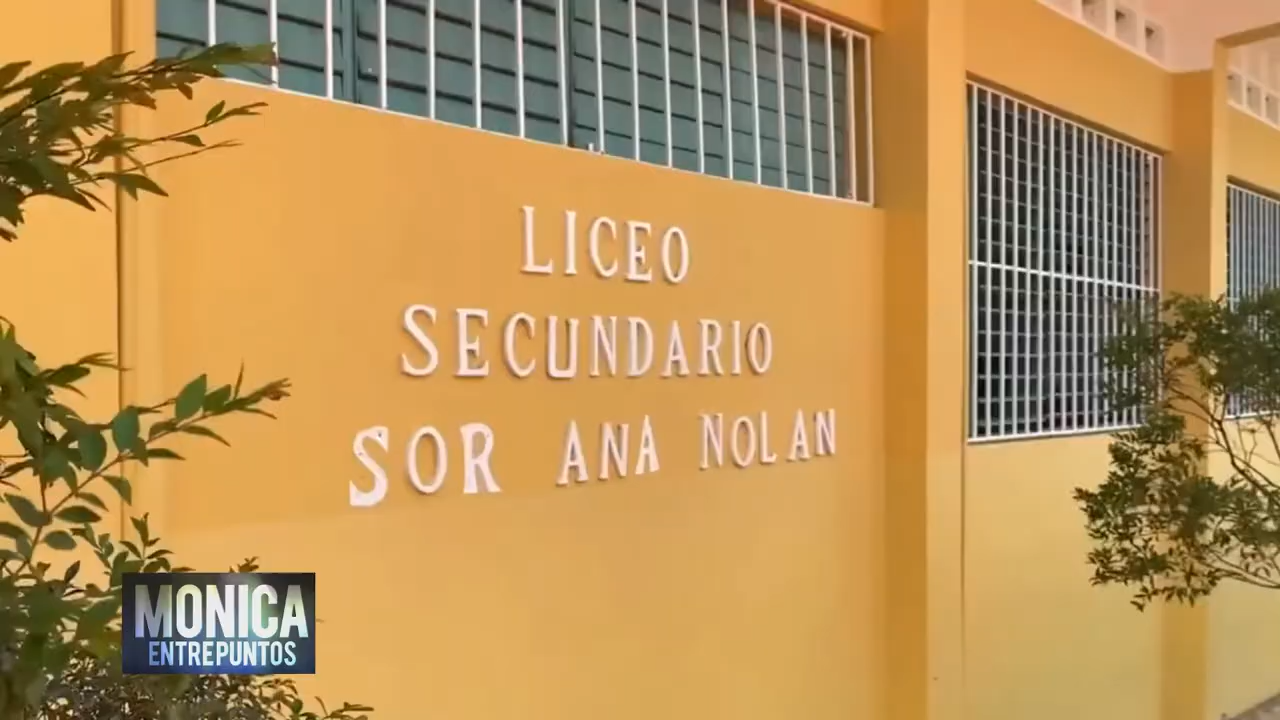 LICEO
SECUNDARIO
SOR ANA NOLAN
MONICA
ENTREPUNTOS